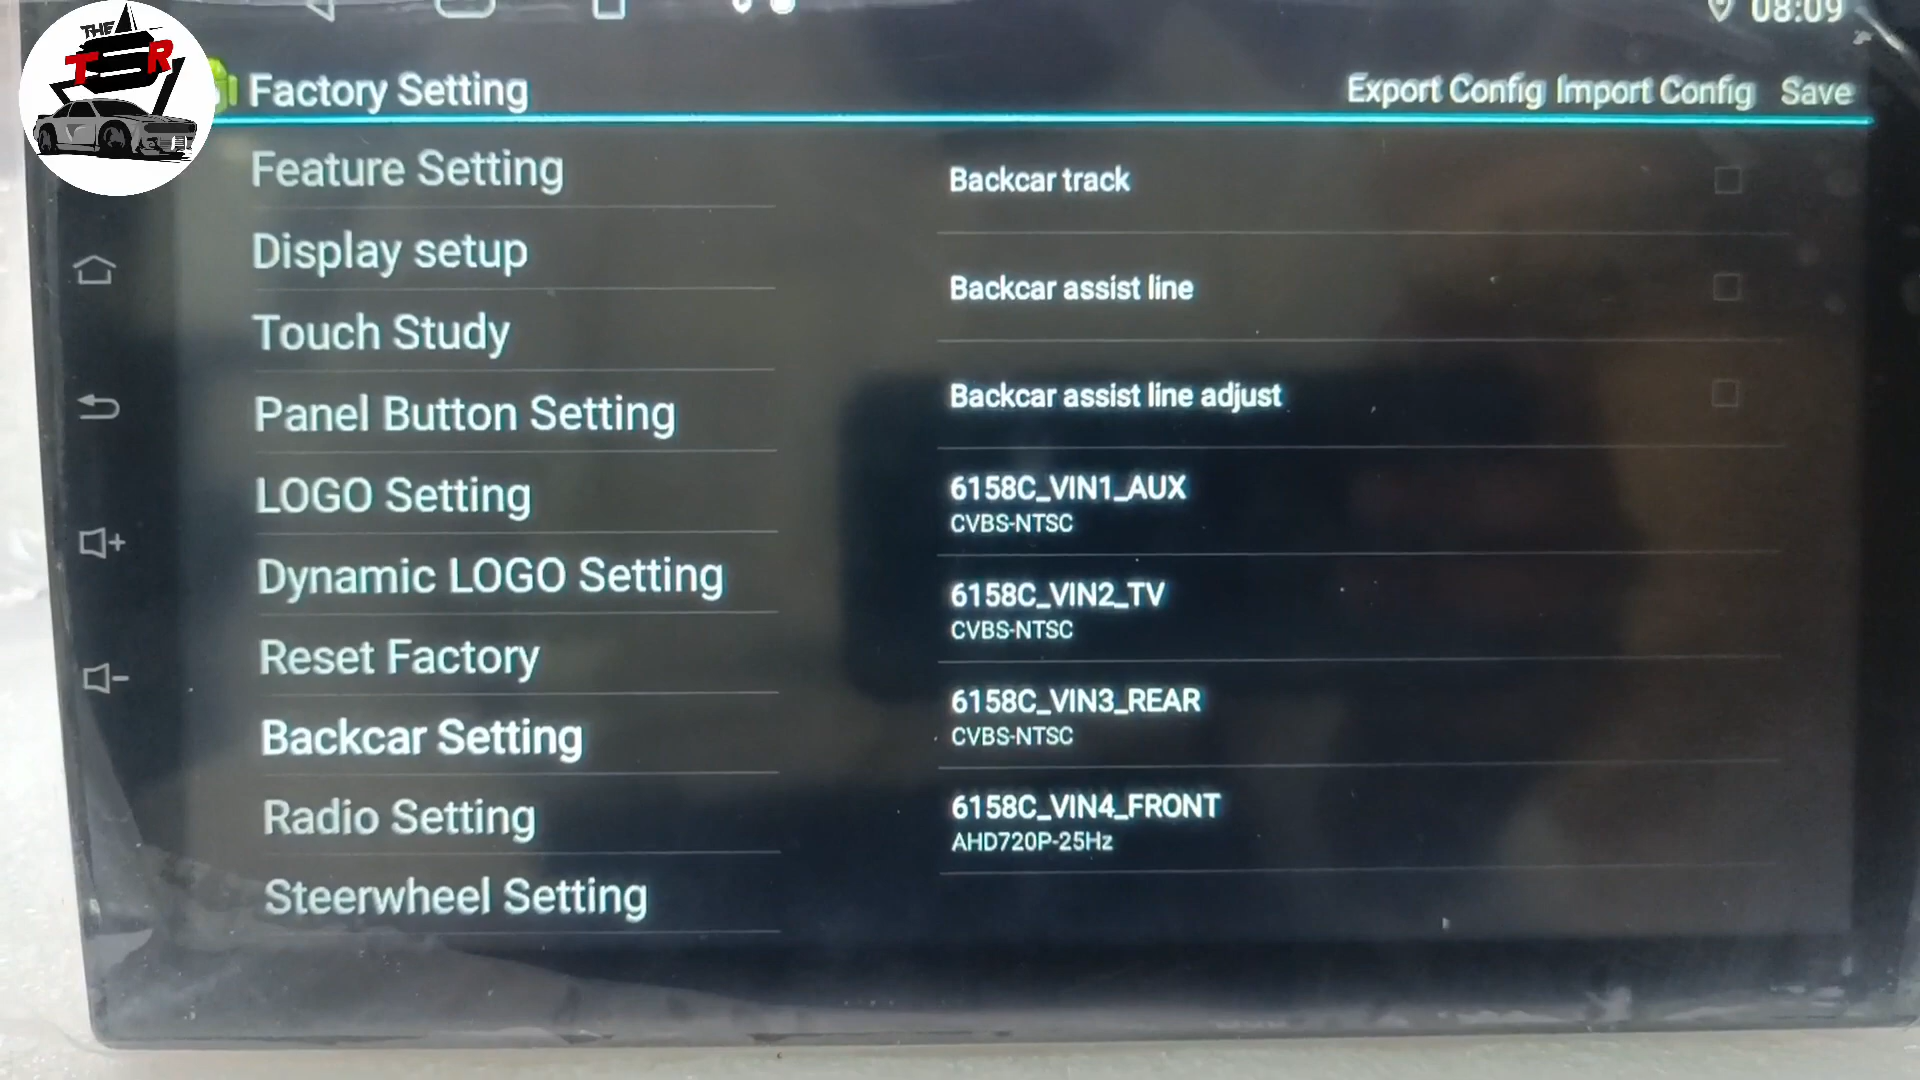 THE
TSR
08:09
Factory Setting
Export Config Import Config Save
Feature Setting
Display setup
Touch Study
Panel Button Setting
LOGO Setting
Dynamic LOGO Setting
Reset Factory
Backcar Setting
Radio Setting
Steerwheel Setting
Backcar track
Backcar assist line
Backcar assist line adjust
6158C_VIN1_AUX
CVBS-NTSC
6158C_VIN2_TV
CVBS-NTSC
6158C_VIN3_REAR
CVBS-NTSC
6158C_VIN4_FRONT
AHD720P-25Hz